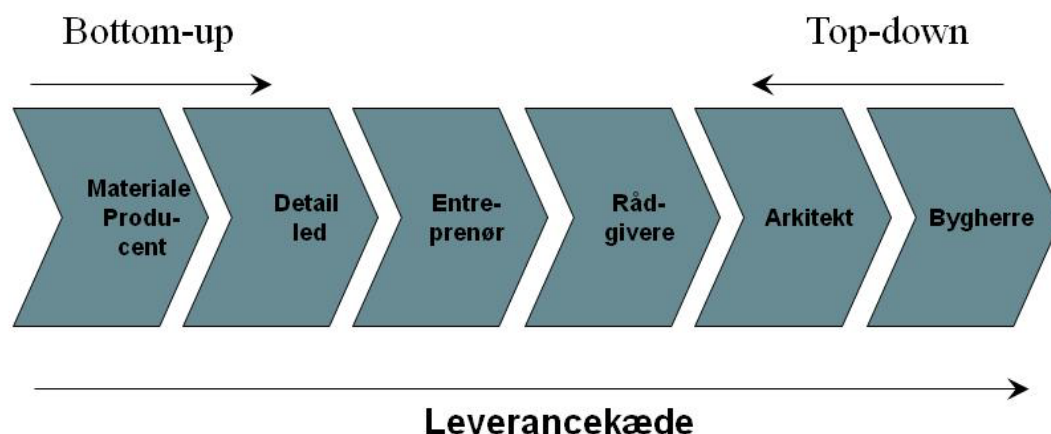 Bottom-up
Top-down
Materiale
Produ-
cent
Detail
led
Entre-
prenør
Råd-
givere
Arkitekt
Bygherre
Leverancekæde